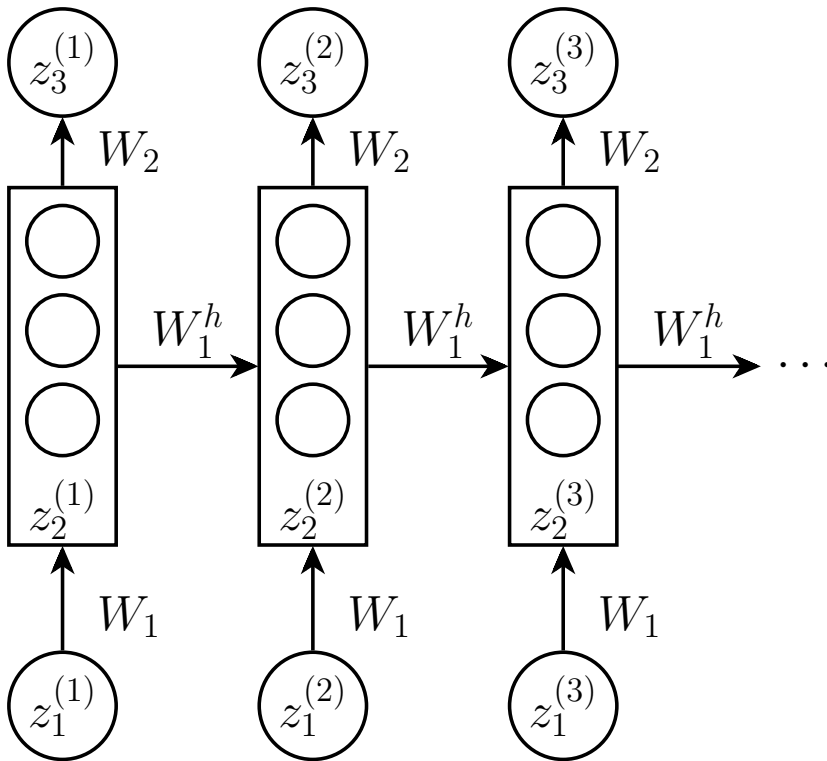 z_3^{(1)} z_3^{(2)} z_3^{(3)}
W_2 W_2 W_2
W_1^h W_1^h W_1^h ...
z_2^{(1)} z_2^{(2)} z_2^{(3)}
W_1 W_1 W_1
z_1^{(1)} z_1^{(2)} z_1^{(3)}